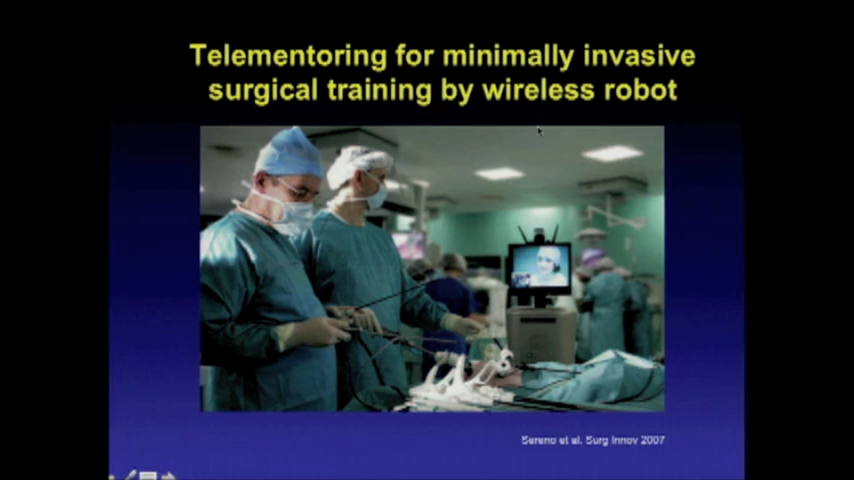 Telementoring for minimally invasive
surgical training by wireless robot
Sereno et al. Surg Innov 2007